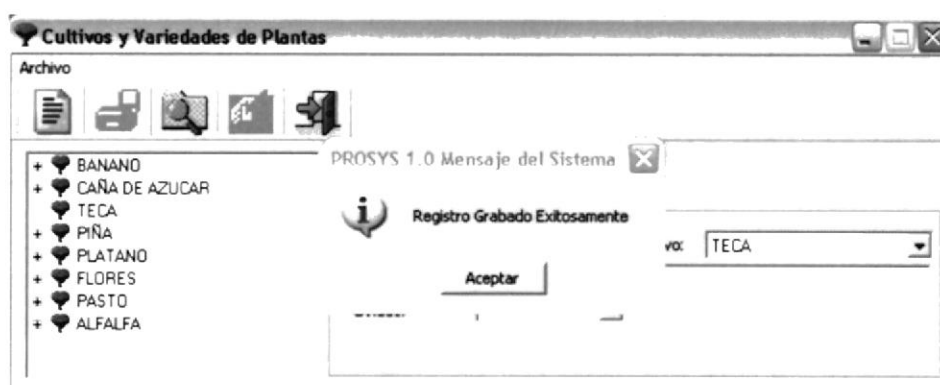 Cultivos y Variedades de Plantas
Archivo
PROSYS 1.0 Mensaje del Sistema
+ BANANO
+ CAÑA DE AZUCAR
TECA
+ PIÑA
+ PLATANO
+ FLORES
+ PASTO
+ ALFALFA
Registro Grabado Exitosamente
Aceptar
vo: TECA